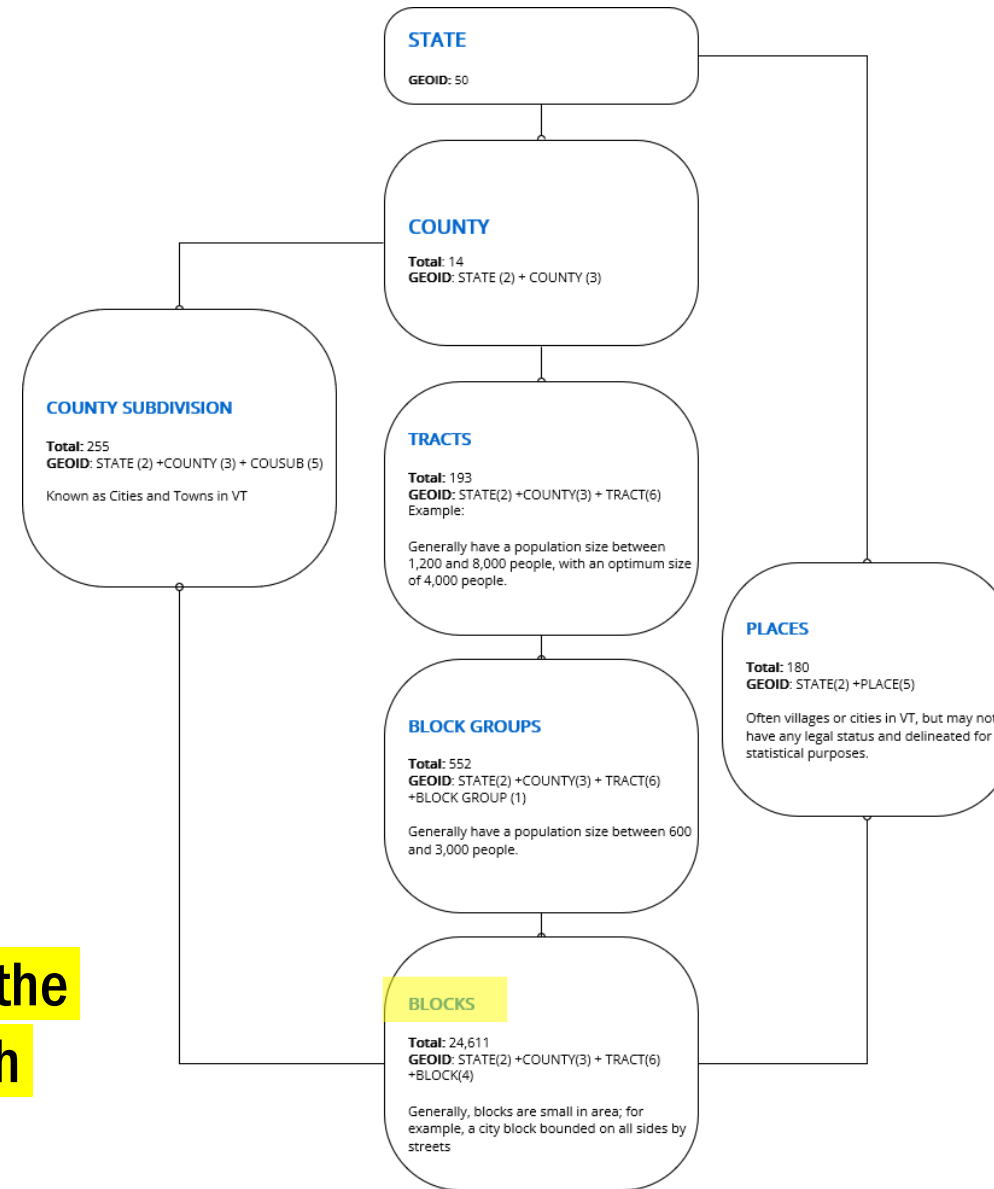 STATE
GEOID: 50
COUNTY
Total: 14
GEOID: STATE (2) + COUNTY (3)
COUNTY SUBDIVISION
Total: 255
GEOID: STATE (2) +COUNTY (3) + COUSUB (5)
Known as Cities and Towns in VT
TRACTS
Total: 193
GEOID: STATE(2) +COUNTY(3) + TRACT(6)
Example:
Generally have a population size between
1,200 and 8,000 people, with an optimum size
of 4,000 people.
PLACES
Total: 180
GEOID: STATE(2) +PLACE(5)
Often villages or cities in VT, but may not
have any legal status and delineated for
statistical purposes.
BLOCK GROUPS
Total: 552
GEOID: STATE(2) +COUNTY(3) + TRACT(6)
+BLOCK GROUP (1)
Generally have a population size between 600
and 3,000 people.
the
BLOCKS
Total: 24,611
GEOID: STATE(2) +COUNTY(3) + TRACT(6)
+BLOCK(4)
Generally, blocks are small in area; for
example, a city block bounded on all sides by
streets